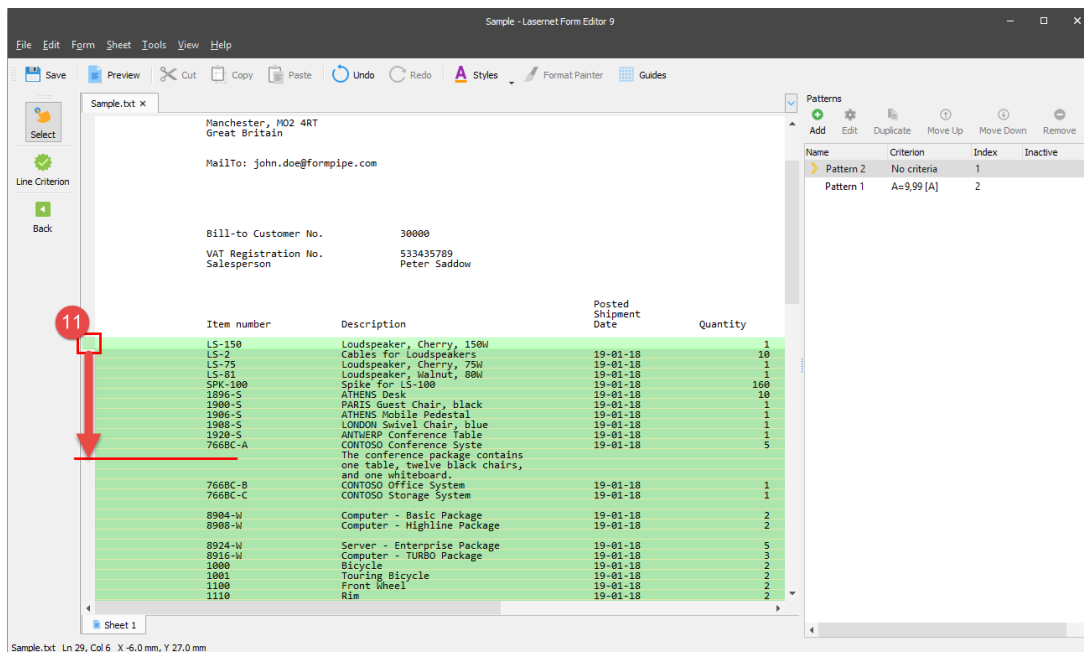 Sample - Lasernet Form Editor 9
File Edit Form Sheet Tools View Help
Save Preview Cut Copy Paste Undo Redo A Styles Format Painter Guides
Sample.txt ×
Select
Line Criterion
Back
Manchester, MO2 4RT
Great Britain
MailTo: john.doe@formpipe.com
Bill-to Customer No. 30000
VAT Registration No. 533435789
Salesperson Peter Saddow
Posted
Shipment
Item number Description Date Quantity
11
LS-150 Loudspeaker, Cherry, 150W 1
LS-2 Cables for Loudspeakers 19-01-18 10
LS-75 Loudspeaker, Cherry, 75W 19-01-18 1
LS-81 Loudspeaker, Walnut, 80W 19-01-18 1
SPK-100 Spike for LS-100 19-01-18 160
1896-S ATHENS Desk 19-01-18 10
1900-S PARIS Guest Chair, black 19-01-18 1
1906-S ATHENS Mobile Pedestal 19-01-18 1
1908-S LONDON Swivel Chair, blue 19-01-18 1
1920-S ANTWERP Conference Table 19-01-18 1
766BC-A CONTOSO Conference Syste 19-01-18 5
The conference package contains
one table, twelve black chairs,
and one whiteboard.
766BC-B CONTOSO Office System 19-01-18 1
766BC-C CONTOSO Storage System 19-01-18 1
8904-W Computer - Basic Package 19-01-18 2
8908-W Computer - Highline Package 19-01-18 2
8924-W Server - Enterprise Package 19-01-18 5
8916-W Computer - TURBO Package 19-01-18 3
1000 Bicycle 19-01-18 2
1001 Touring Bicycle 19-01-18 2
1100 Front Wheel 19-01-18 2
1110 Rim 19-01-18 2
Sheet 1
Patterns
Add Edit Duplicate Move Up Move Down Remove
Name Criterion Index Inactive
Pattern 2 No criteria 1
Pattern 1 A=9,99 [A] 2
Sample.txt Ln 29, Col 6 X -6.0 mm, Y 27.0 mm